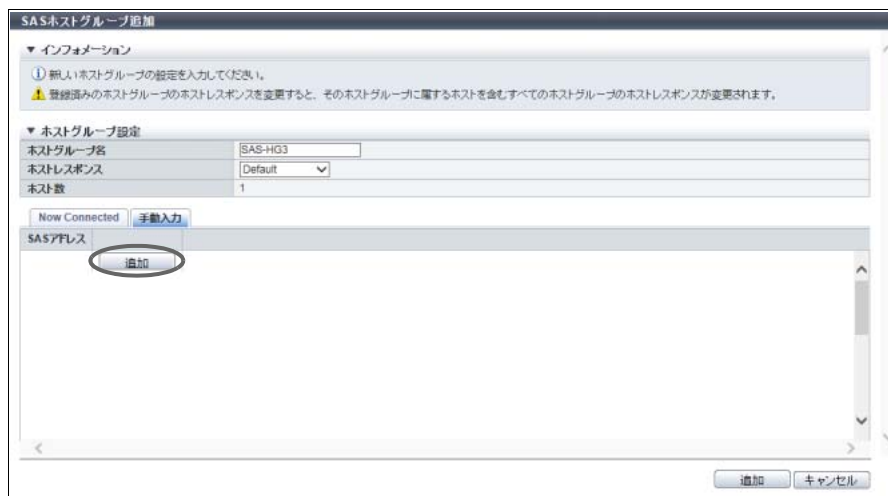 SASホストグループ追加
▼ インフォメーション
新しいホストグループの設定を入力してください。
登録済みのホストグループのホストレスポンスを変更すると、そのホストグループに属するホストを含むすべてのホストグループのホストレスポンスが変更されます。
▼ ホストグループ設定
ホストグループ名 SAS-HG3
ホストレスポンス Default
ホスト数 1
Now Connected 手動入力
SASアドレス
追加
追加 キャンセル